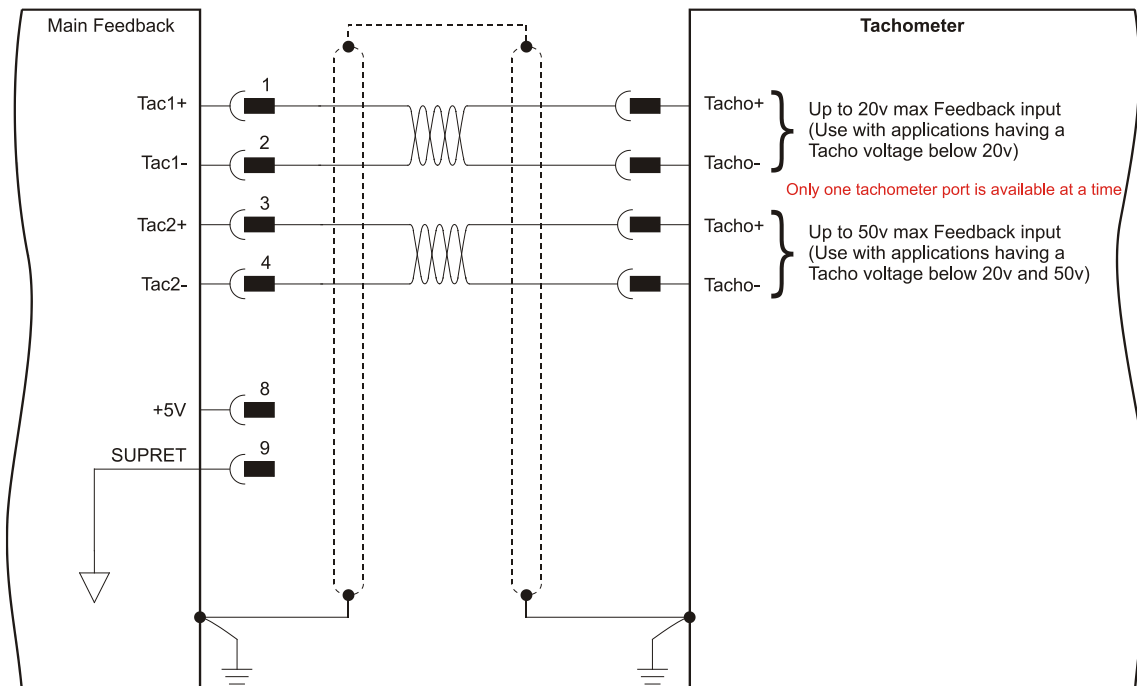 Main Feedback
Tachometer
Tac1+
1
Tacho+
Up to 20v max Feedback input
(Use with applications having a
Tacho voltage below 20v)
Tac1-
2
Tacho-
Only one tachometer port is available at a time
Tac2+
3
Tacho+
Up to 50v max Feedback input
(Use with applications having a
Tacho voltage below 20v and 50v)
Tac2-
4
Tacho-
+5V
8
SUPRET
9